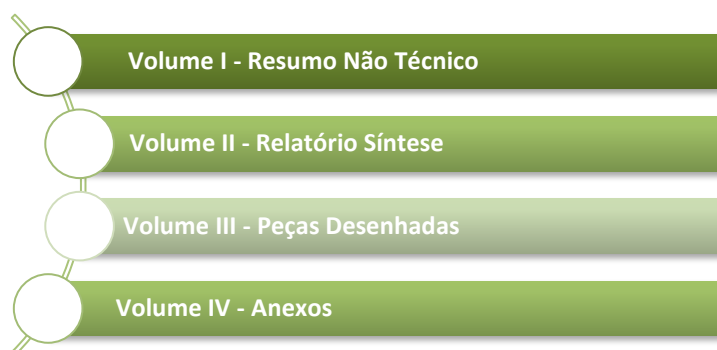 Volume I - Resumo Não Técnico
Volume II - Relatório Síntese
Volume III - Peças Desenhadas
Volume IV - Anexos